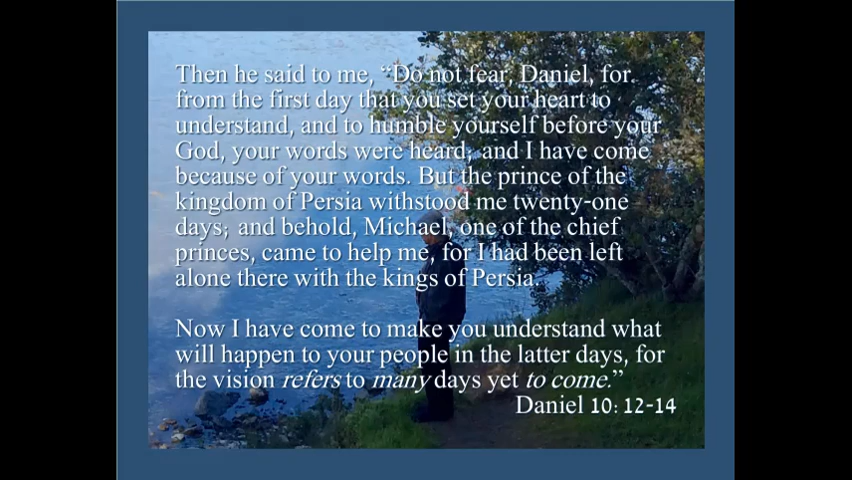 Then he said to me, “Do not fear, Daniel, for
from the first day that you set your heart to
understand, and to humble yourself before your
God, your words were heard; and I have come
because of your words. But the prince of the
kingdom of Persia withstood me twenty-one
days; and behold, Michael, one of the chief
princes, came to help me, for I had been left
alone there with the kings of Persia.
Now I have come to make you understand what
will happen to your people in the latter days, for
the vision refers to many days yet to come.”
Daniel 10: 12-14